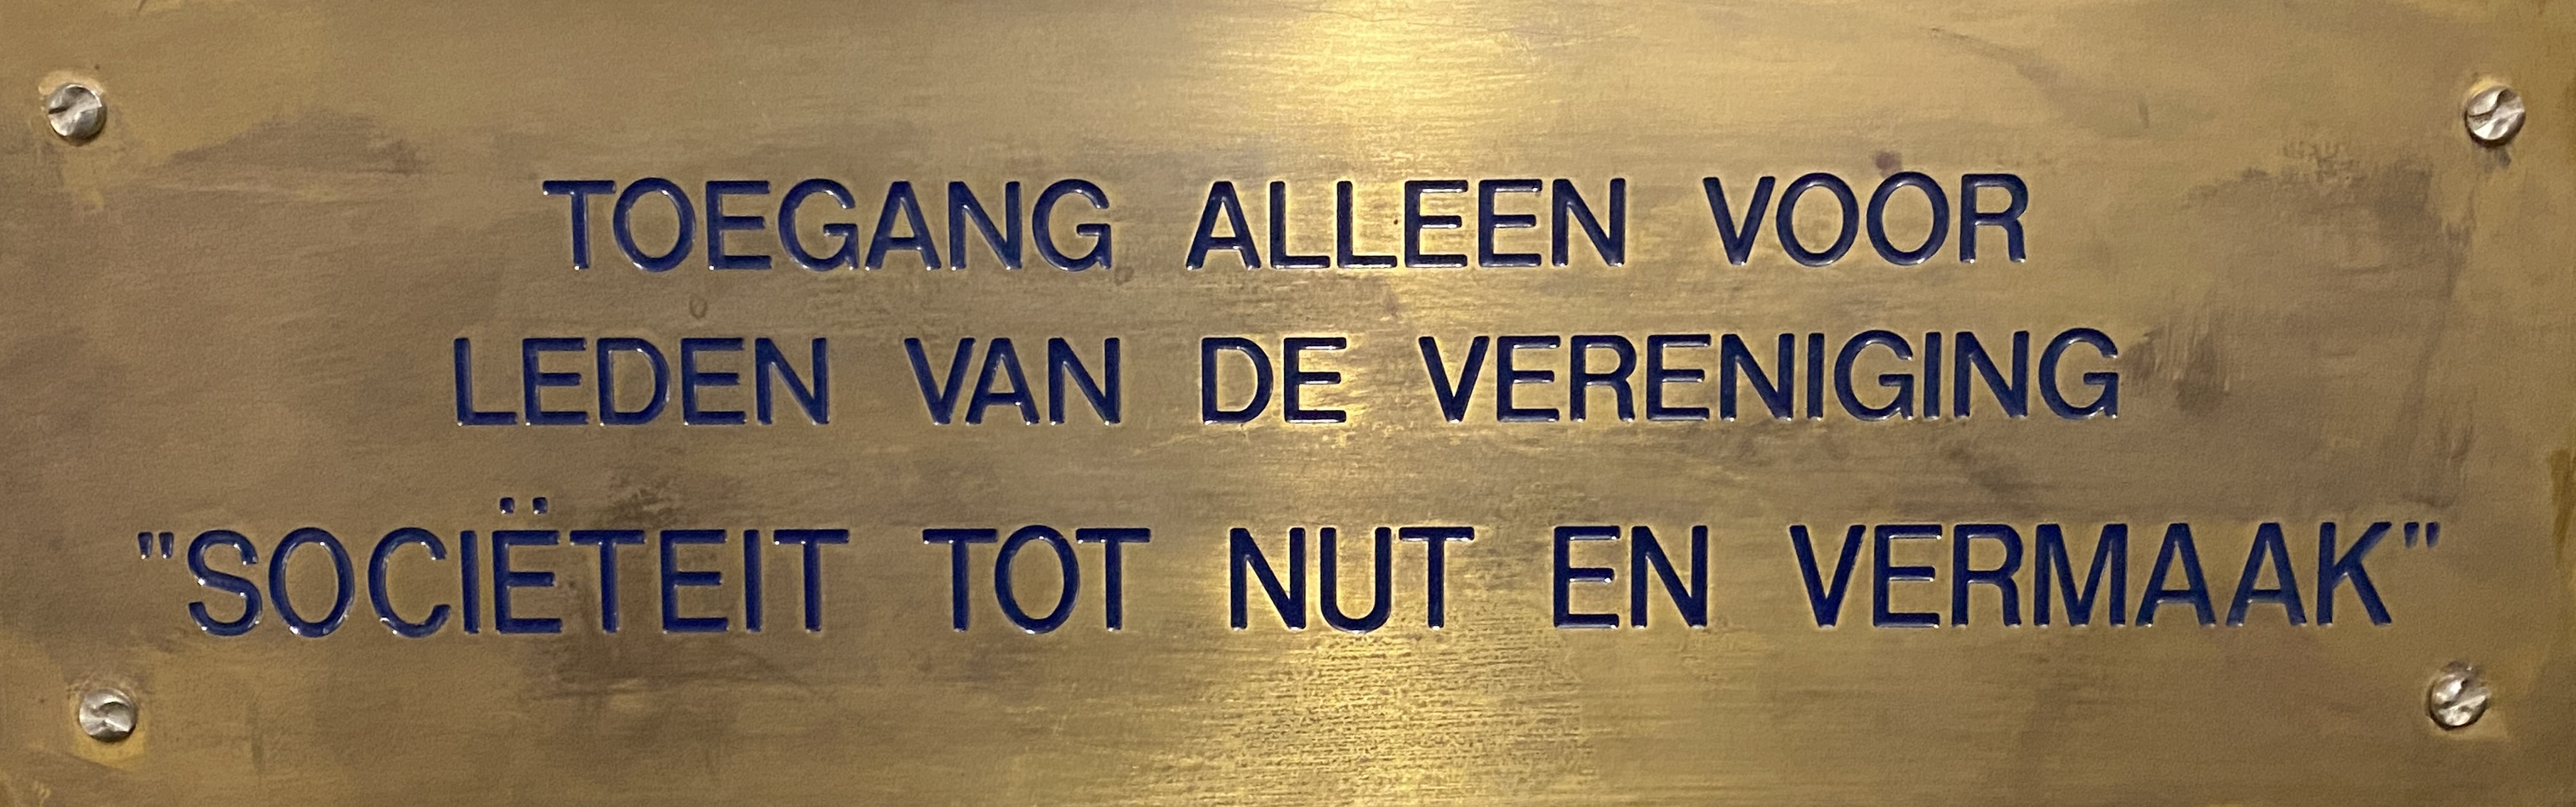 TOEGANG ALLEEN VOOR
LEDEN VAN DE VERENIGING
"SOCIËTEIT TOT NUT EN VERMAAK"